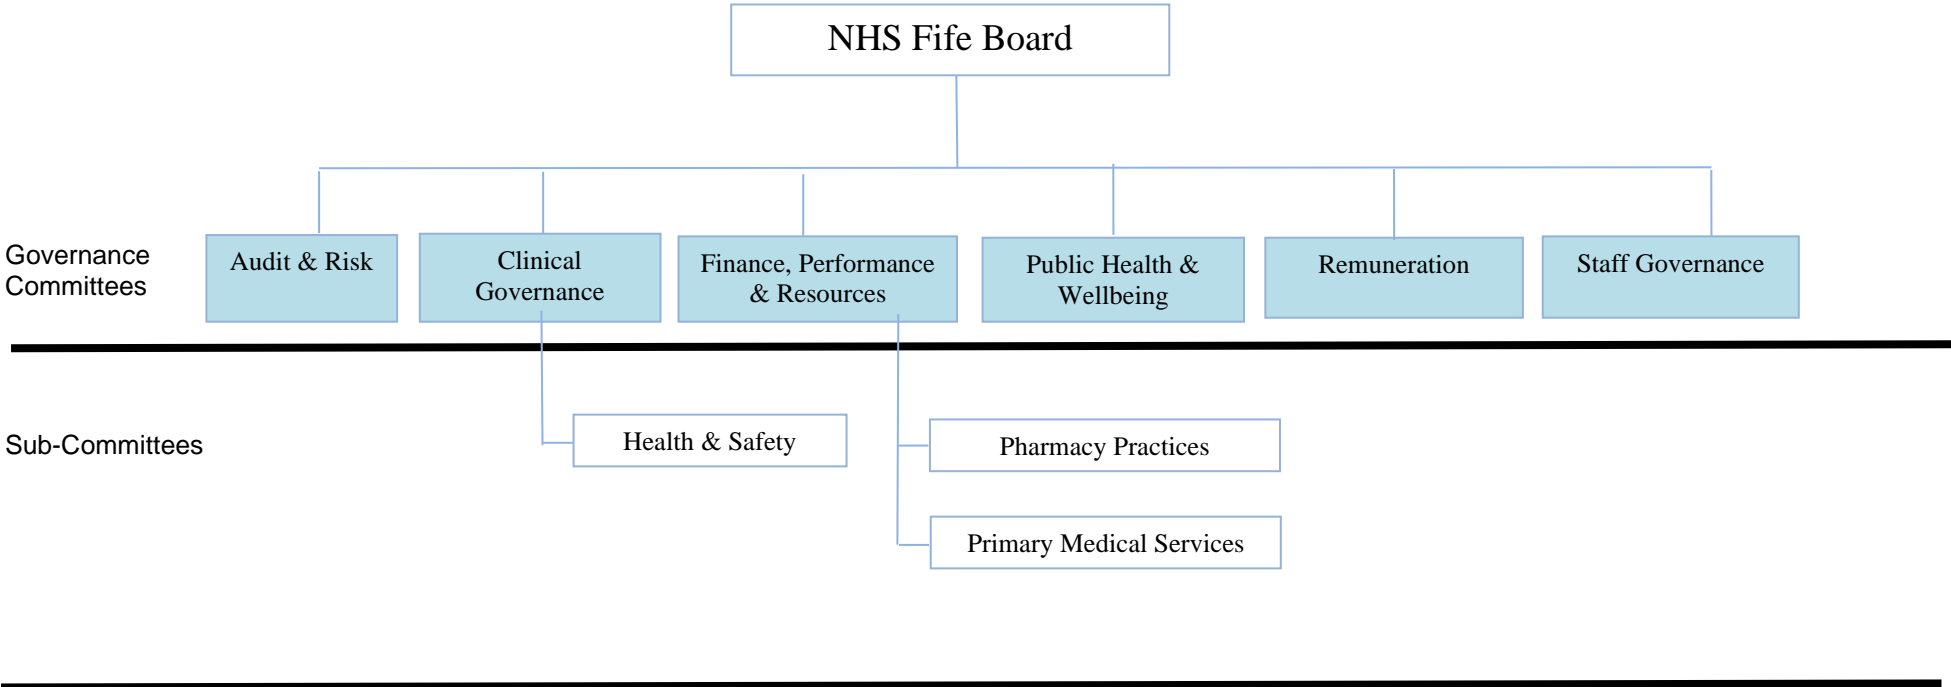 NHS Fife Board
Governance
Committees
Audit & Risk
Clinical
Governance
Finance, Performance
& Resources
Public Health &
Wellbeing
Remuneration
Staff Governance
Sub-Committees
Health & Safety
Pharmacy Practices
Primary Medical Services